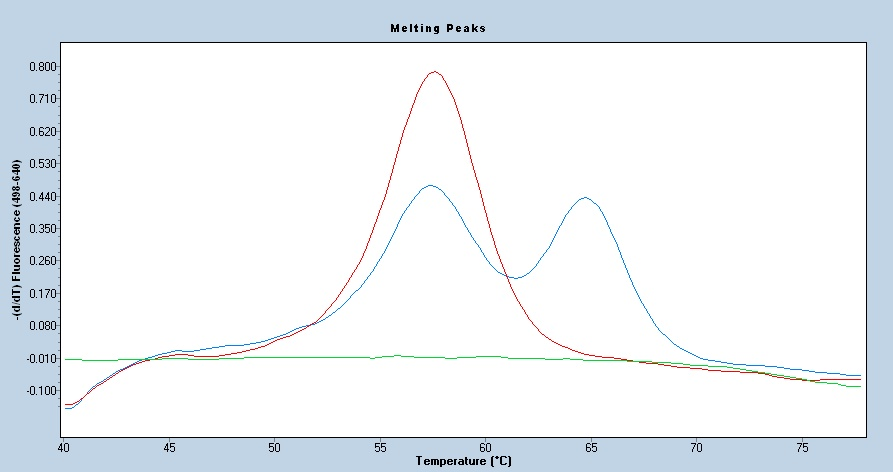 Melting Peaks
-(d/dT) Fluorescence (498-640)
0.800
0.710
0.620
0.530
0.440
0.350
0.260
0.170
0.080
-0.010
-0.100
40 45 50 55 60 65 70 75
Temperature (°C)